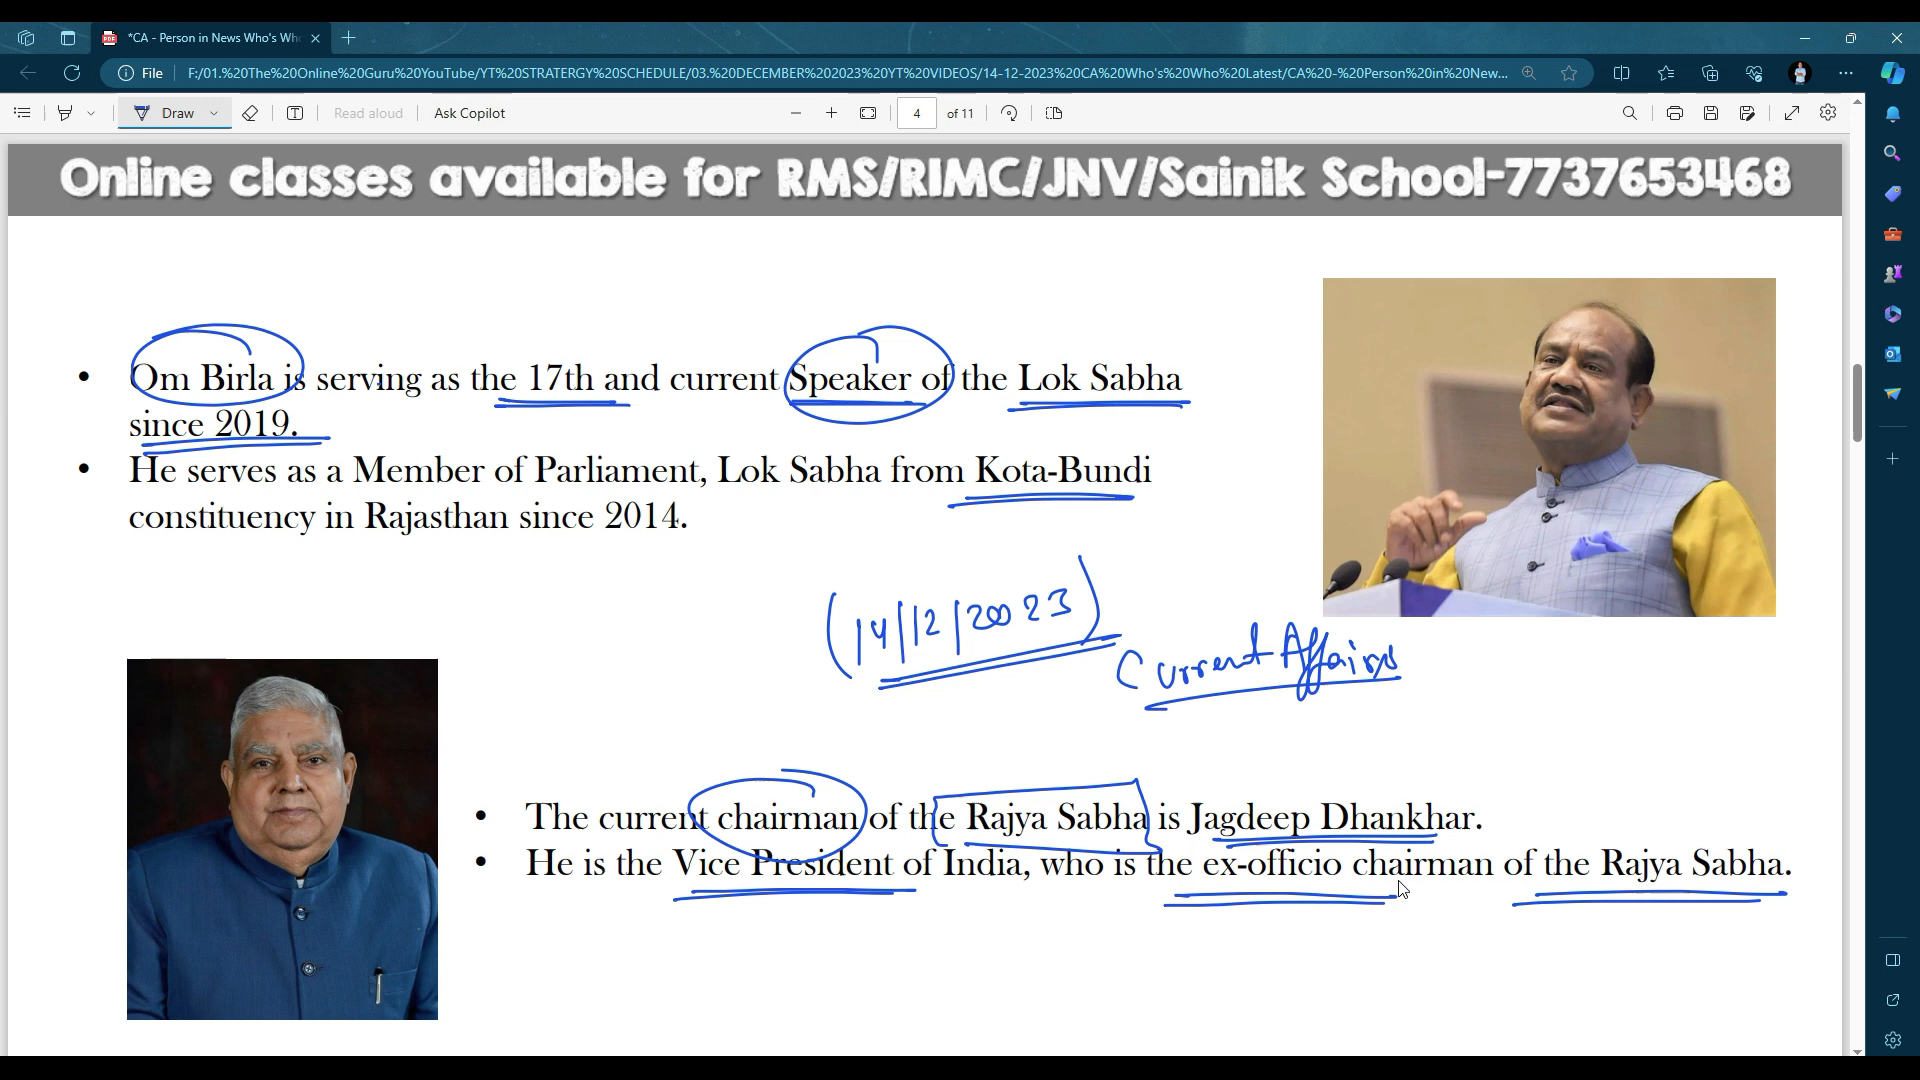 *CA - Person in News Who's Who
File
F:/01.%20The%20Online%20Guru%20YouTube/YT%20STRATERGY%20SCHEDULE/03.%20DECEMBER%202023%20YT%20VIDEOS/14-12-2023%20CA%20Who's%20Who%20Latest/CA%20-%20Person%20in%20New...
Draw
Read aloud
Ask Copilot
4 of 11
Online classes available for RMS/RIMC/JNV/Sainik School-7737653468
• Om Birla is serving as the 17th and current Speaker of the Lok Sabha
since 2019.
• He serves as a Member of Parliament, Lok Sabha from Kota-Bundi
constituency in Rajasthan since 2014.
(14/12/2023)
Current Affairs
• The current chairman of the Rajya Sabha is Jagdeep Dhankhar.
• He is the Vice President of India, who is the ex-officio chairman of the Rajya Sabha.